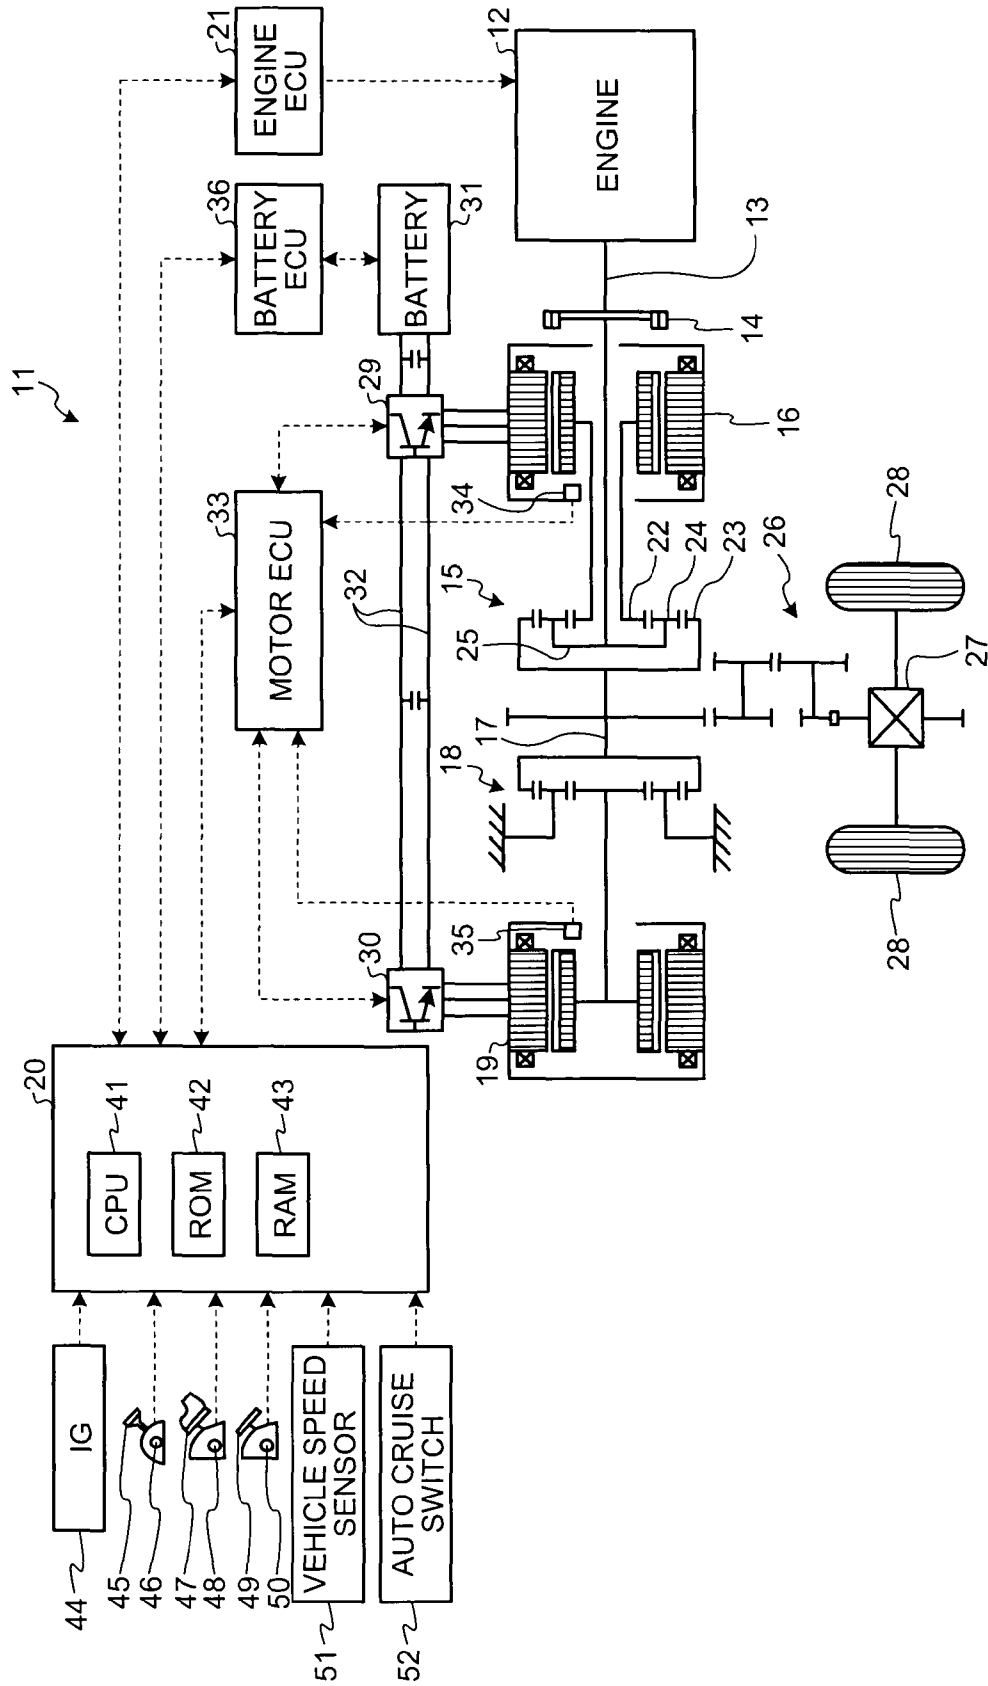 11
20
CPU
41
ROM
42
RAM
43
IG
44
45
46
47
48
49
50
VEHICLE SPEED
SENSOR
51
AUTO CRUISE
SWITCH
52
MOTOR ECU
33
BATTERY
ECU
36
ENGINE
ECU
21
BATTERY
31
29
30
32
ENGINE
12
13
14
16
34
15
25
22
24
23
17
18
35
19
26
27
28
28